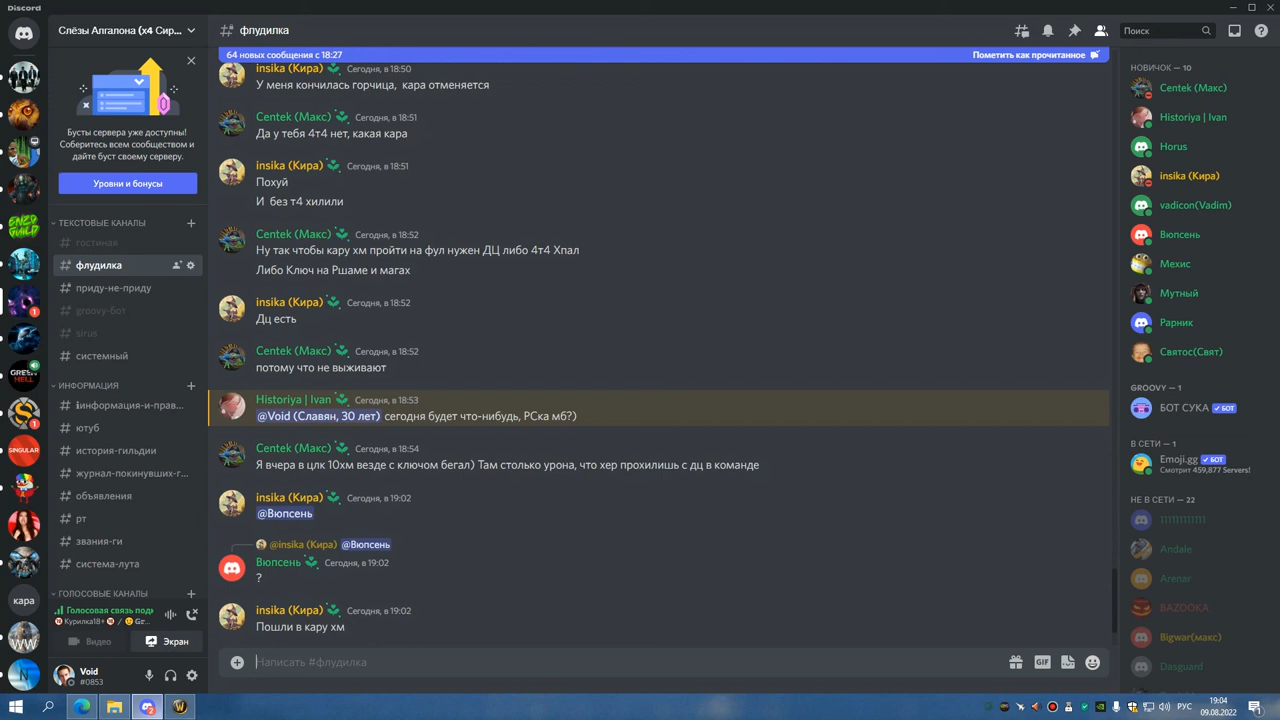 Discord
Слёзы Алгалона (x4 Сир...
флудилка
Поиск
64 новых сообщения с 18:27
Пометить как прочитанное
Бусты сервера уже доступны!
Соберитесь всем сообществом и
дайте буст своему серверу.
Уровни и бонусы
ТЕКСТОВЫЕ КАНАЛЫ
гостиная
флудилка
приду-не-приду
groovy-бот
sirus
системный
ИНФОРМАЦИЯ
информация-и-прав...
ютуб
история-гильдии
журнал-покинувших-г...
объявления
рт
звания-ги
система-лута
ГОЛОСОВЫЕ КАНАЛЫ
Голосовая связь подк
Курилка18+
Видео
Экран
Void
#0853
ENZO
GUILD
1
GREEN
HELL
SINGULAR
кара
WW
N
insika (Кира) Сегодня, в 18:50
У меня кончилась горчица, кара отменяется
Centek (Макс) Сегодня, в 18:51
Да у тебя 4т4 нет, какая кара
insika (Кира) Сегодня, в 18:51
Похуй
И без т4 хилили
Centek (Макс) Сегодня, в 18:52
Ну так чтобы кару хм пройти на фул нужен ДЦ либо 4т4 Хпал
Либо Ключ на Ршаме и магах
insika (Кира) Сегодня, в 18:52
Дц есть
Centek (Макс) Сегодня, в 18:52
потому что не выживают
Historiya | Ivan Сегодня, в 18:53
@Void (Славян, 30 лет) сегодня будет что-нибудь, РСка мб?)
Centek (Макс) Сегодня, в 18:54
Я вчера в цлк 10хм везде с ключом бегал) Там столько урона, что хер прохилишь с дц в команде
insika (Кира) Сегодня, в 19:02
@Вюпсень
@insika (Кира) @Вюпсень
Вюпсень Сегодня, в 19:02
?
insika (Кира) Сегодня, в 19:02
Пошли в кару хм
Написать #флудилка
GIF
НОВИЧОК — 10
Centek (Макс)
Historiya | Ivan
Horus
insika (Кира)
vadicon(Vadim)
Вюпсень
Мехис
Мутный
Рарник
Святос(Свят)
GROOVY — 1
БОТ СУКА БОТ
В СЕТИ — 1
Emoji.gg БОТ
Смотрит 459,877 Servers!
НЕ В СЕТИ — 22
Andale
Arenar
BAZOOKA
Bigwar(макс)
Dasguard
РУС
19:04
09.08.2022